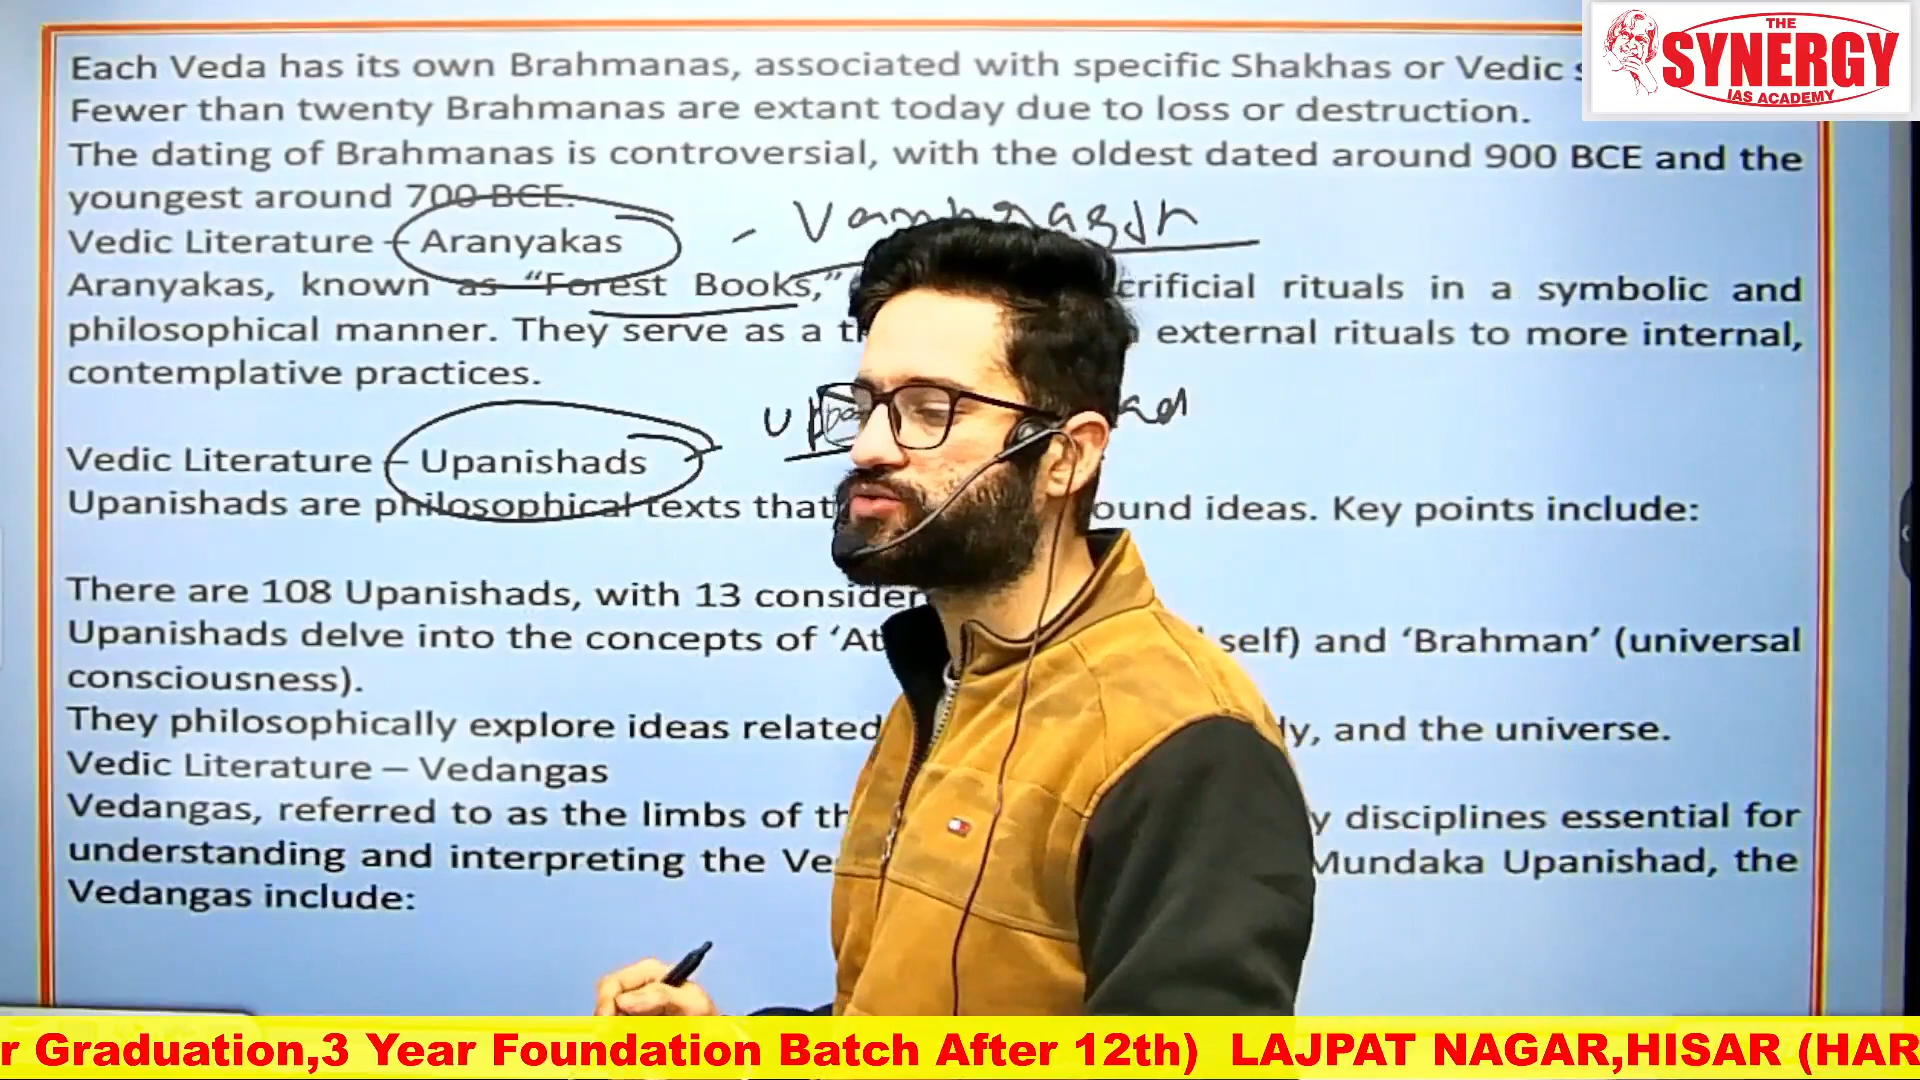 THE
SYNERGY
IAS ACADEMY
Each Veda has its own Brahmanas, associated with specific Shakhas or Vedic
Fewer than twenty Brahmanas are extant today due to loss or destruction.
The dating of Brahmanas is controversial, with the oldest dated around 900 BCE and the
youngest around 700 BCE.
Vedic Literature – Aranyakas
Aranyakas, known as “Forest Books,” rituals in a symbolic and
philosophical manner. They serve as a external rituals to more internal,
contemplative practices.
Vedic Literature – Upanishads
Upanishads are philosophical texts that ideas. Key points include:
There are 108 Upanishads, with 13
Upanishads delve into the concepts of self) and ‘Brahman’ (universal
consciousness).
They philosophically explore ideas related and the universe.
Vedic Literature – Vedangas
Vedangas, referred to as the limbs of disciplines essential for
understanding and interpreting the Mundaka Upanishad, the
Vedangas include:
r Graduation,3 Year Foundation Batch After 12th) LAJPAT NAGAR,HISAR (HAR